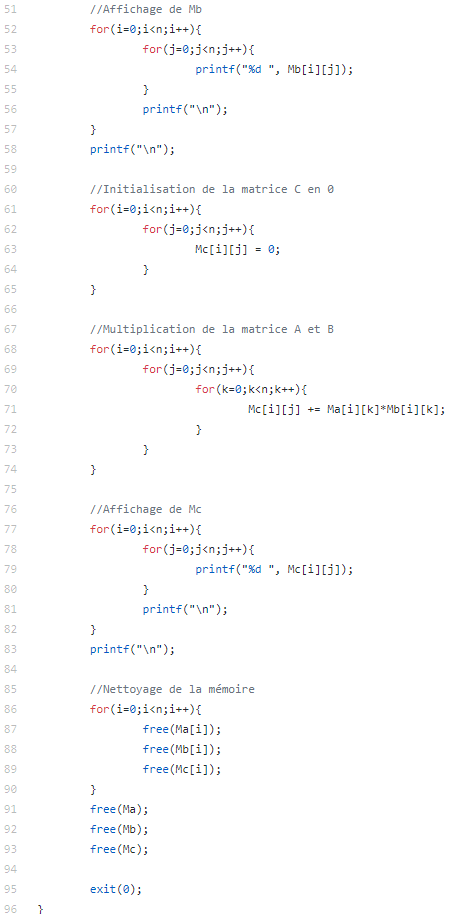 51 //Affichage de Mb
52 for(i=0;i<n;i++){
53 for(j=0;j<n;j++){
54 printf("%d ", Mb[i][j]);
55 }
56 printf("\n");
57 }
58 printf("\n");
59
60 //Initialisation de la matrice C en 0
61 for(i=0;i<n;i++){
62 for(j=0;j<n;j++){
63 Mc[i][j] = 0;
64 }
65 }
66
67 //Multiplication de la matrice A et B
68 for(i=0;i<n;i++){
69 for(j=0;j<n;j++){
70 for(k=0;k<n;k++){
71 Mc[i][j] += Ma[i][k]*Mb[i][k];
72 }
73 }
74 }
75
76 //Affichage de Mc
77 for(i=0;i<n;i++){
78 for(j=0;j<n;j++){
79 printf("%d ", Mc[i][j]);
80 }
81 printf("\n");
82 }
83 printf("\n");
84
85 //Nettoyage de la mémoire
86 for(i=0;i<n;i++){
87 free(Ma[i]);
88 free(Mb[i]);
89 free(Mc[i]);
90 }
91 free(Ma);
92 free(Mb);
93 free(Mc);
94
95 exit(0);
96 }